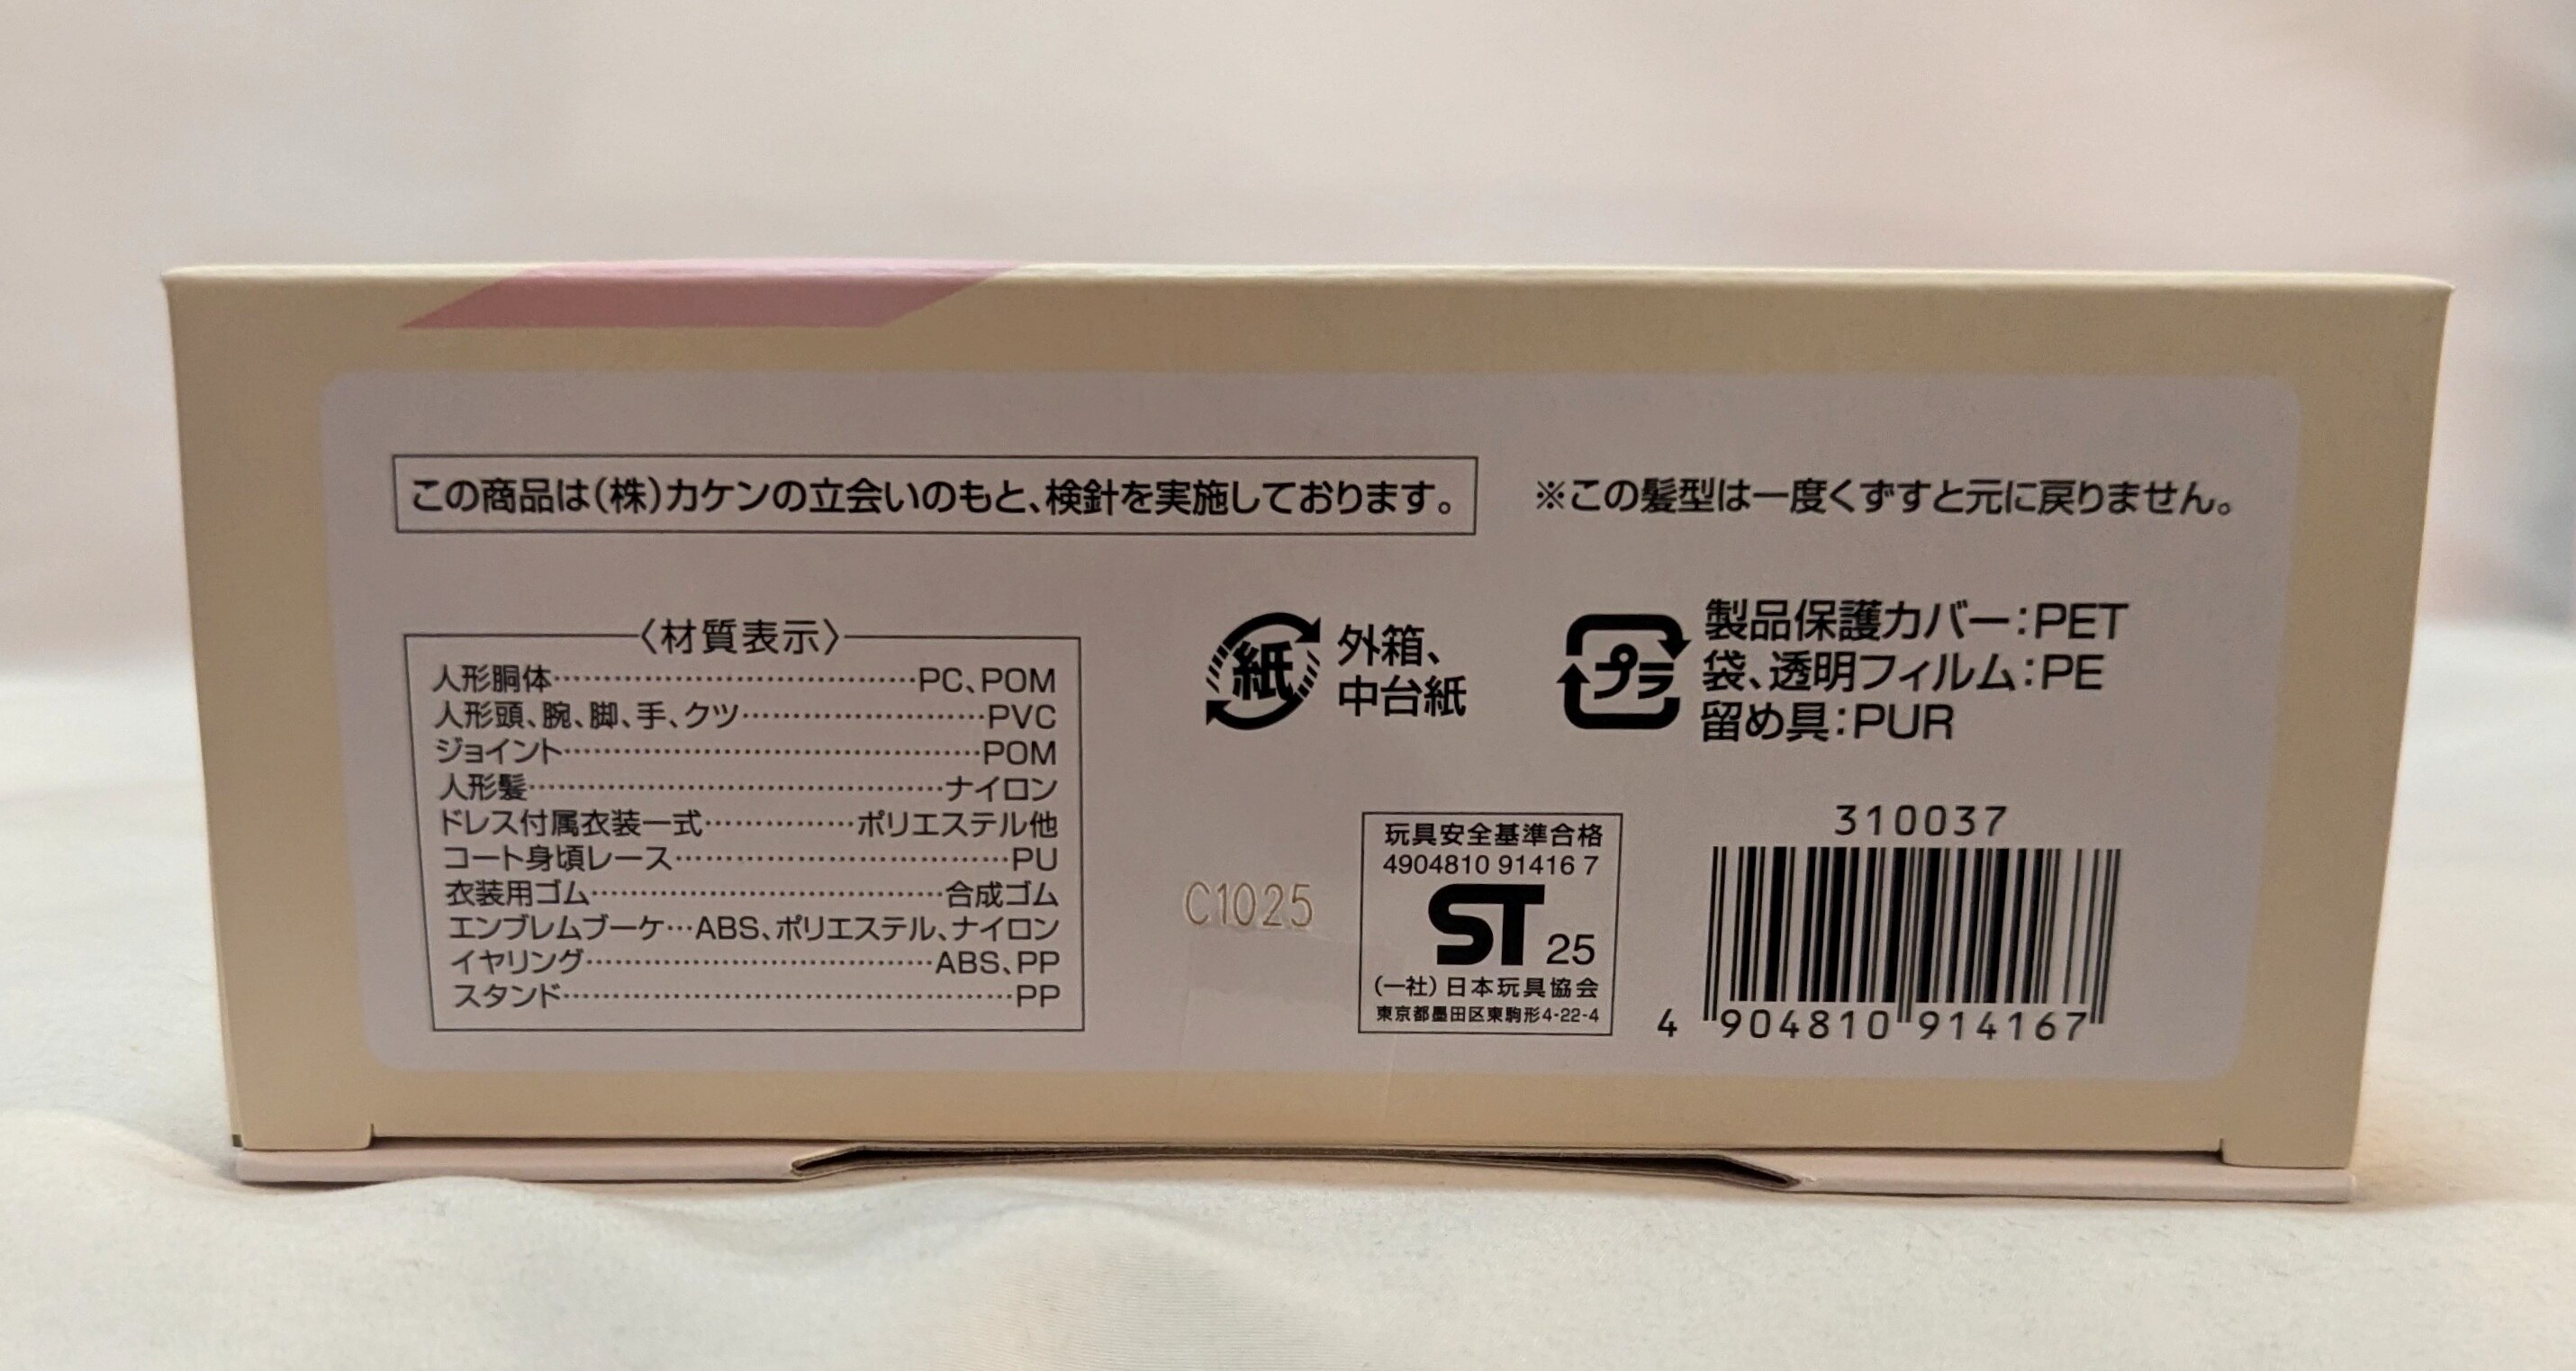 この商品は(株)カケンの立会いのもと、検針を実施しております。
※この髪型は一度くずすと元に戻りません。
〈材質表示〉
人形胴体…………………………………PC、POM
人形頭、腕、脚、手、クツ……………………PVC
ジョイント……………………………………POM
人形髪……………………………………ナイロン
ドレス付属衣装一式……………ポリエステル他
コート身頃レース……………………………PU
衣装用ゴム………………………………合成ゴム
エンブレムブーケ…ABS、ポリエステル、ナイロン
イヤリング………………………………ABS、PP
スタンド………………………………………PP
紙
外箱、
中台紙
プラ
製品保護カバー:PET
袋、透明フィルム:PE
留め具:PUR
C1025
玩具安全基準合格
4904810 91416 7
ST 25
(一社)日本玩具協会
東京都墨田区東駒形4-22-4
310037
4 904810 914167